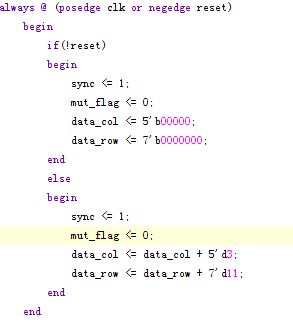 always @ (posedge clk or negedge reset)
begin
if(!reset)
begin
sync <= 1;
mut_flag <= 0;
data_col <= 5'b00000;
data_row <= 7'b0000000;
end
else
begin
sync <= 1;
mut_flag <= 0;
data_col <= data_col + 5'd3;
data_row <= data_row + 7'd11;
end
end